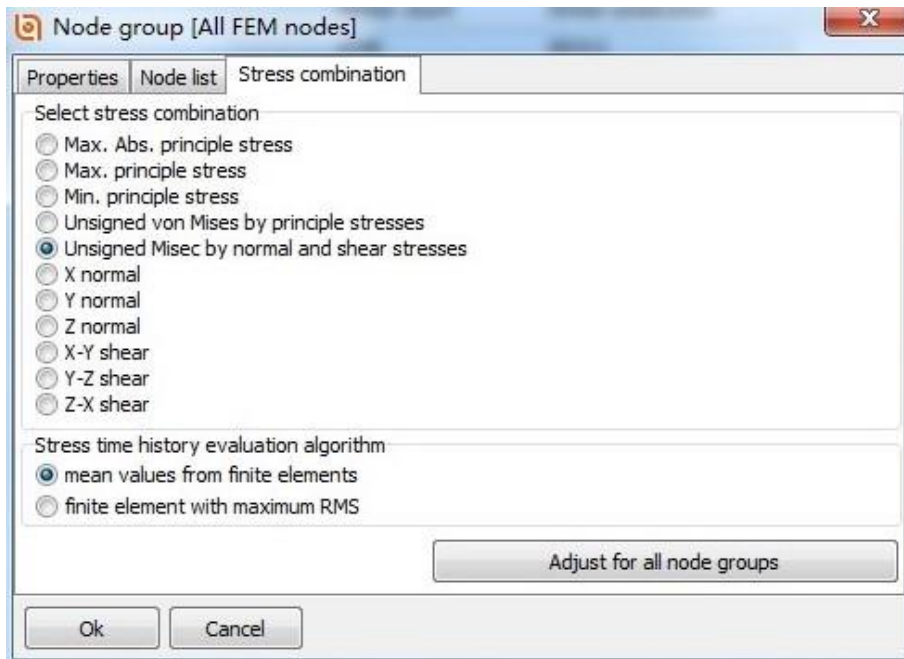 Node group [All FEM nodes]
Properties Node list Stress combination
Select stress combination
Max. Abs. principle stress
Max. principle stress
Min. principle stress
Unsigned von Mises by principle stresses
Unsigned Misec by normal and shear stresses
X normal
Y normal
Z normal
X-Y shear
Y-Z shear
Z-X shear
Stress time history evaluation algorithm
mean values from finite elements
finite element with maximum RMS
Adjust for all node groups
Ok Cancel